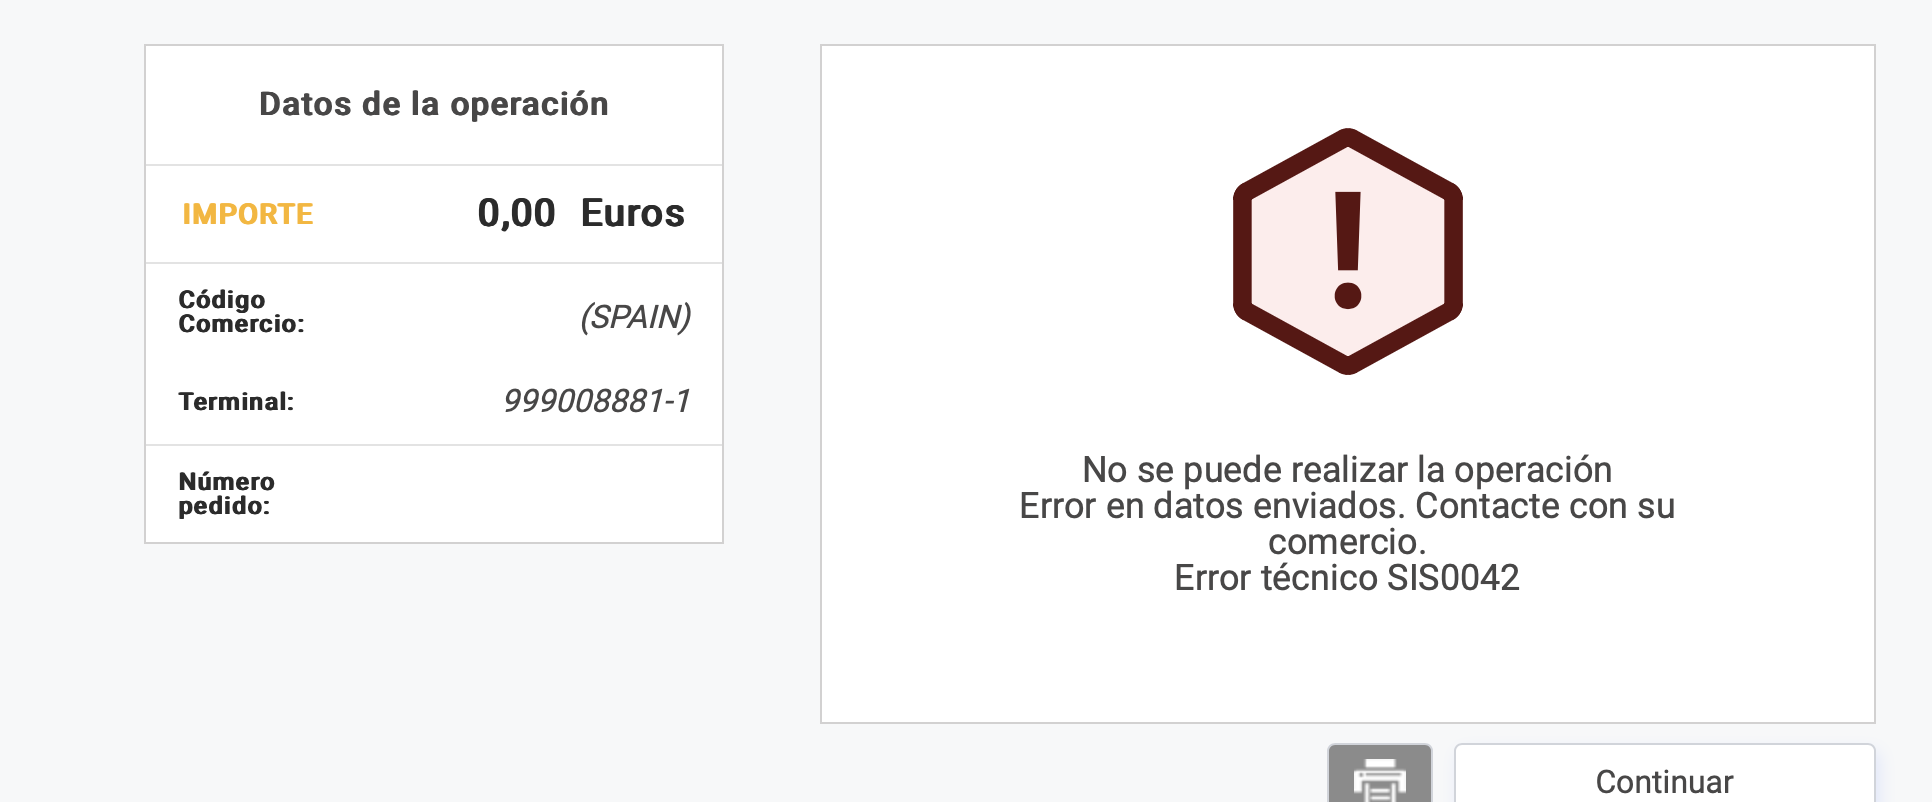 Datos de la operación
IMPORTE 0,00 Euros
Código
Comercio: (SPAIN)
Terminal: 999008881-1
Número
pedido:
!
No se puede realizar la operación
Error en datos enviados. Contacte con su
comercio.
Error técnico SIS0042
Continuar